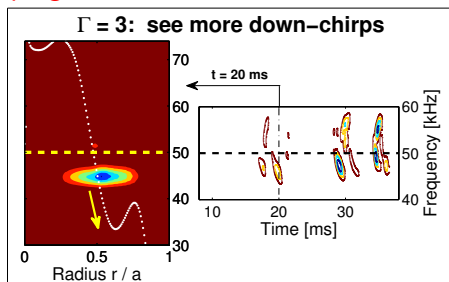 Γ = 3: see more down−chirps
t = 20 ms
70
60
50
40
30
0
0.5
1
Radius r / a
60
50
40
10
20
30
Time [ms]
Frequency [kHz]